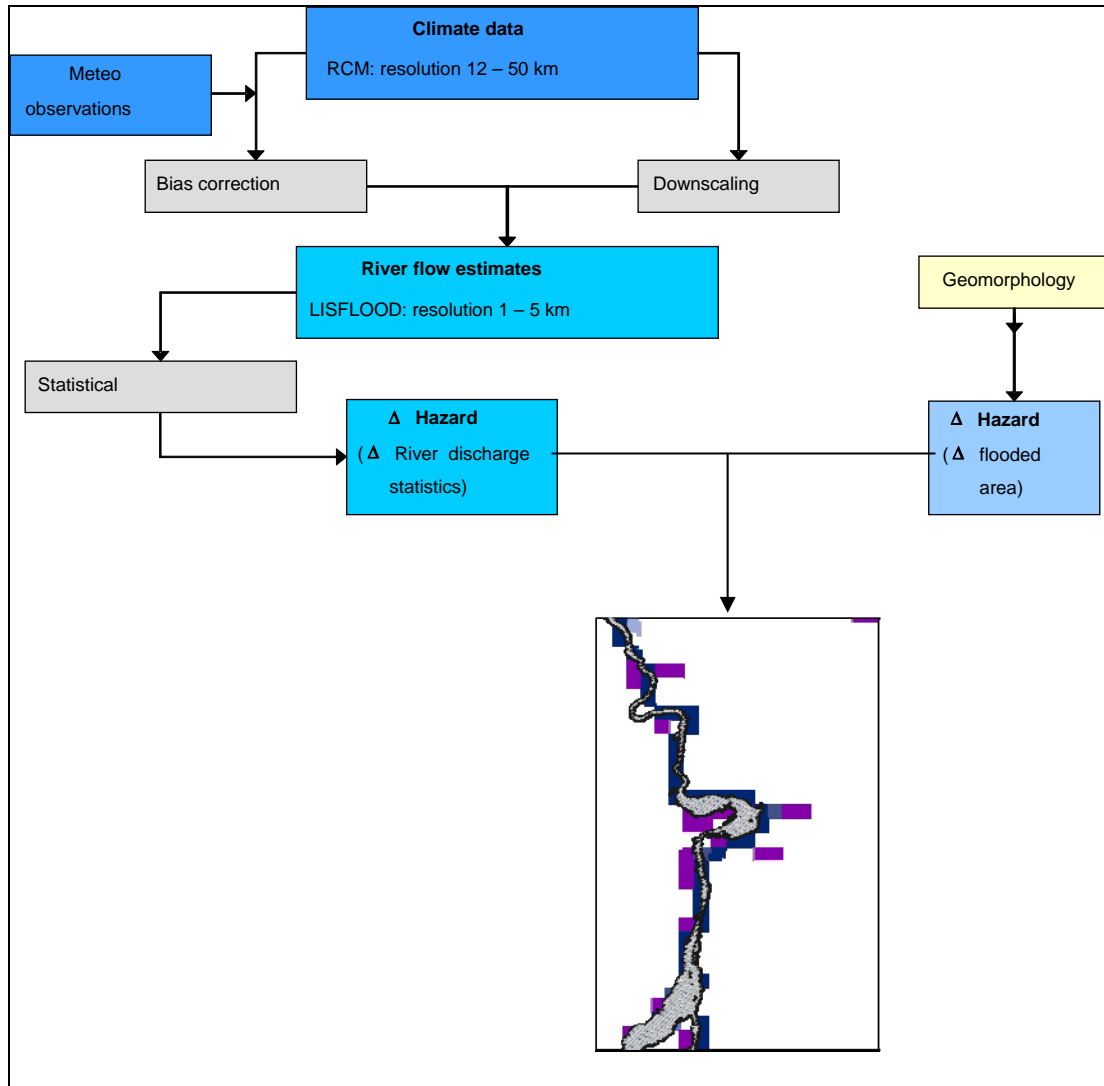 Climate data
RCM: resolution 12 – 50 km
Meteo
observations
Bias correction
Downscaling
River flow estimates
LISFLOOD: resolution 1 – 5 km
Geomorphology
Statistical
Δ Hazard
(Δ River discharge
statistics)
Δ Hazard
(Δ flooded
area)